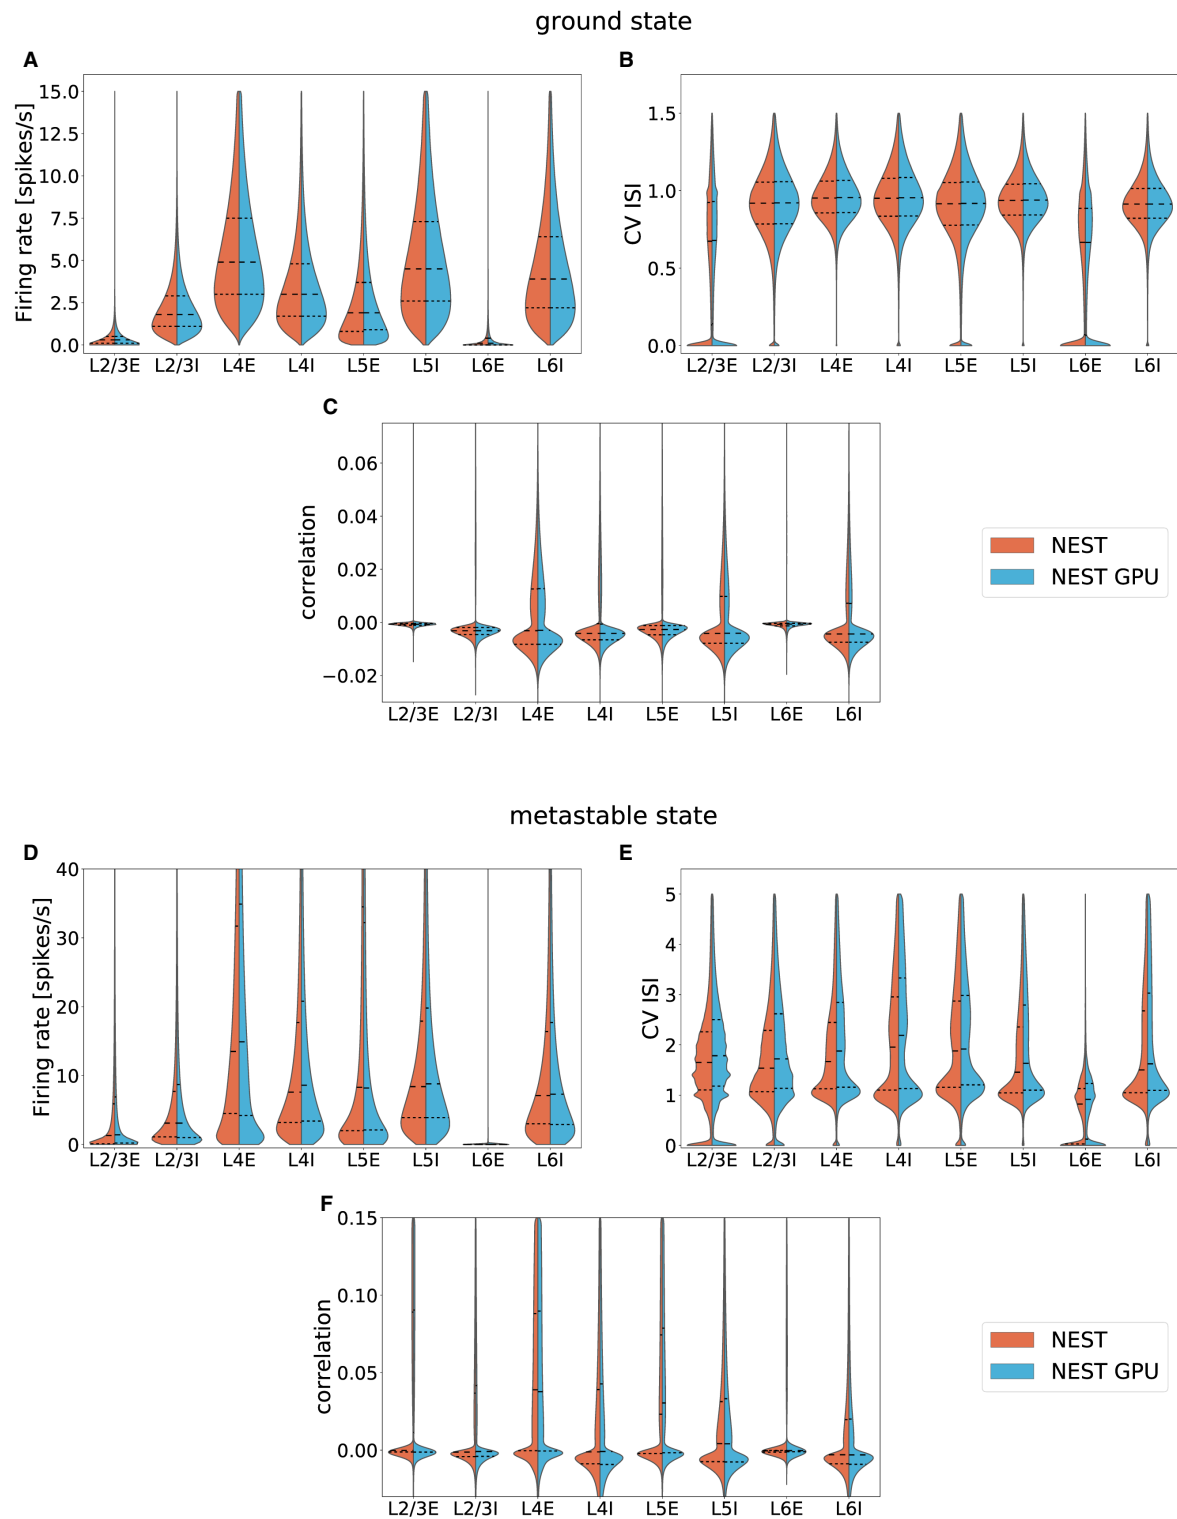 ground state
A
B
15.0
12.5
10.0
7.5
5.0
2.5
0.0
Firing rate [spikes/s]
L2/3E L2/3I L4E L4I L5E L5I L6E L6I
1.5
1.0
0.5
0.0
CV ISI
L2/3E L2/3I L4E L4I L5E L5I L6E L6I
C
0.06
0.04
0.02
0.00
−0.02
correlation
L2/3E L2/3I L4E L4I L5E L5I L6E L6I
NEST
NEST GPU
metastable state
D
E
40
30
20
10
0
Firing rate [spikes/s]
L2/3E L2/3I L4E L4I L5E L5I L6E L6I
5
4
3
2
1
0
CV ISI
L2/3E L2/3I L4E L4I L5E L5I L6E L6I
F
0.15
0.10
0.05
0.00
correlation
L2/3E L2/3I L4E L4I L5E L5I L6E L6I
NEST
NEST GPU